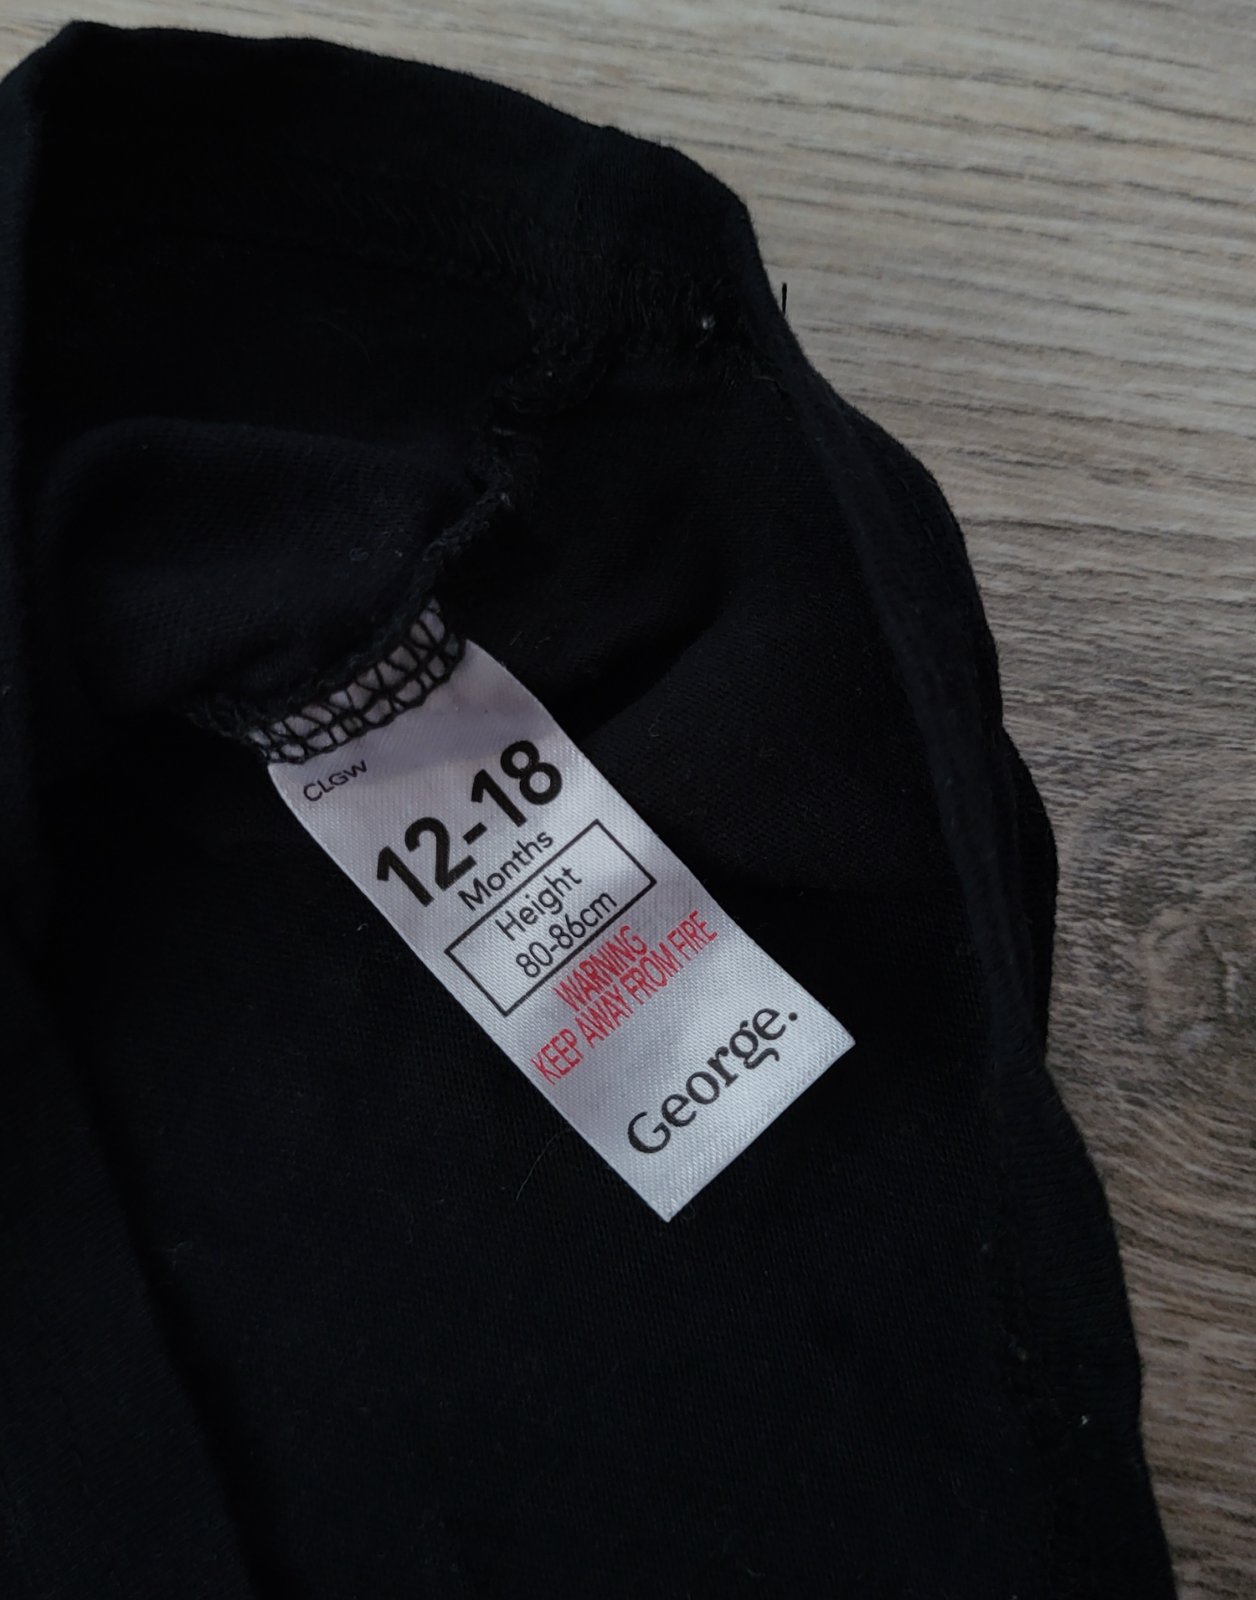 CLGW
12-18
Months
Height
80-86cm
WARNING
KEEP AWAY FROM FIRE
George.